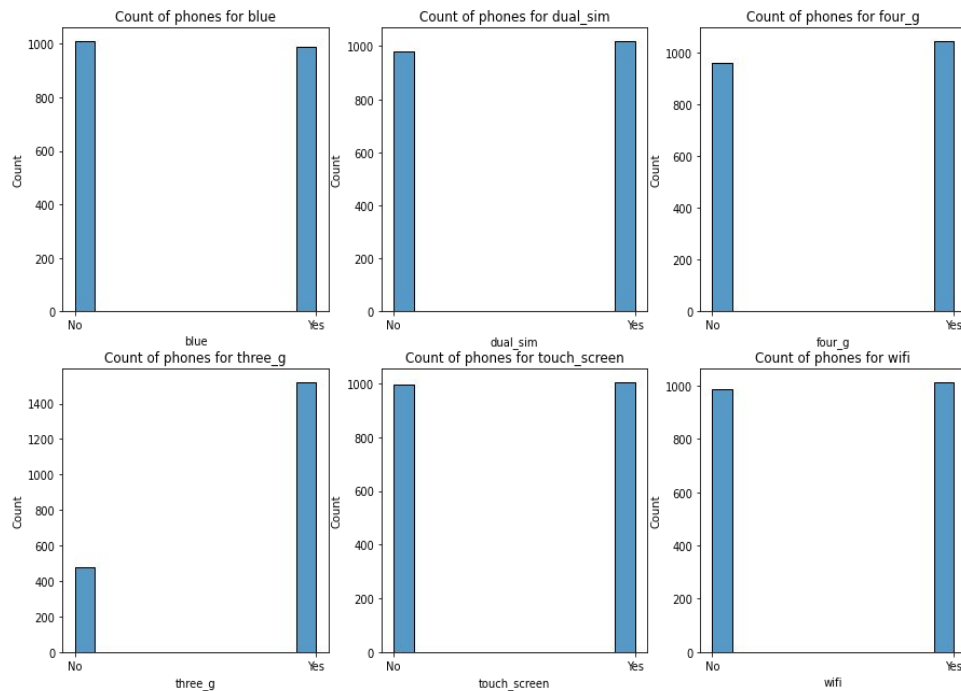 Count of phones for blue
Count
1000
800
600
400
200
0
No
Yes
blue
Count of phones for dual_sim
Count
1000
800
600
400
200
0
No
Yes
dual_sim
Count of phones for four_g
Count
1000
800
600
400
200
0
No
Yes
four_g
Count of phones for three_g
Count
1400
1200
1000
800
600
400
200
0
No
Yes
three_g
Count of phones for touch_screen
Count
1000
800
600
400
200
0
No
Yes
touch_screen
Count of phones for wifi
Count
1000
800
600
400
200
0
No
Yes
wifi